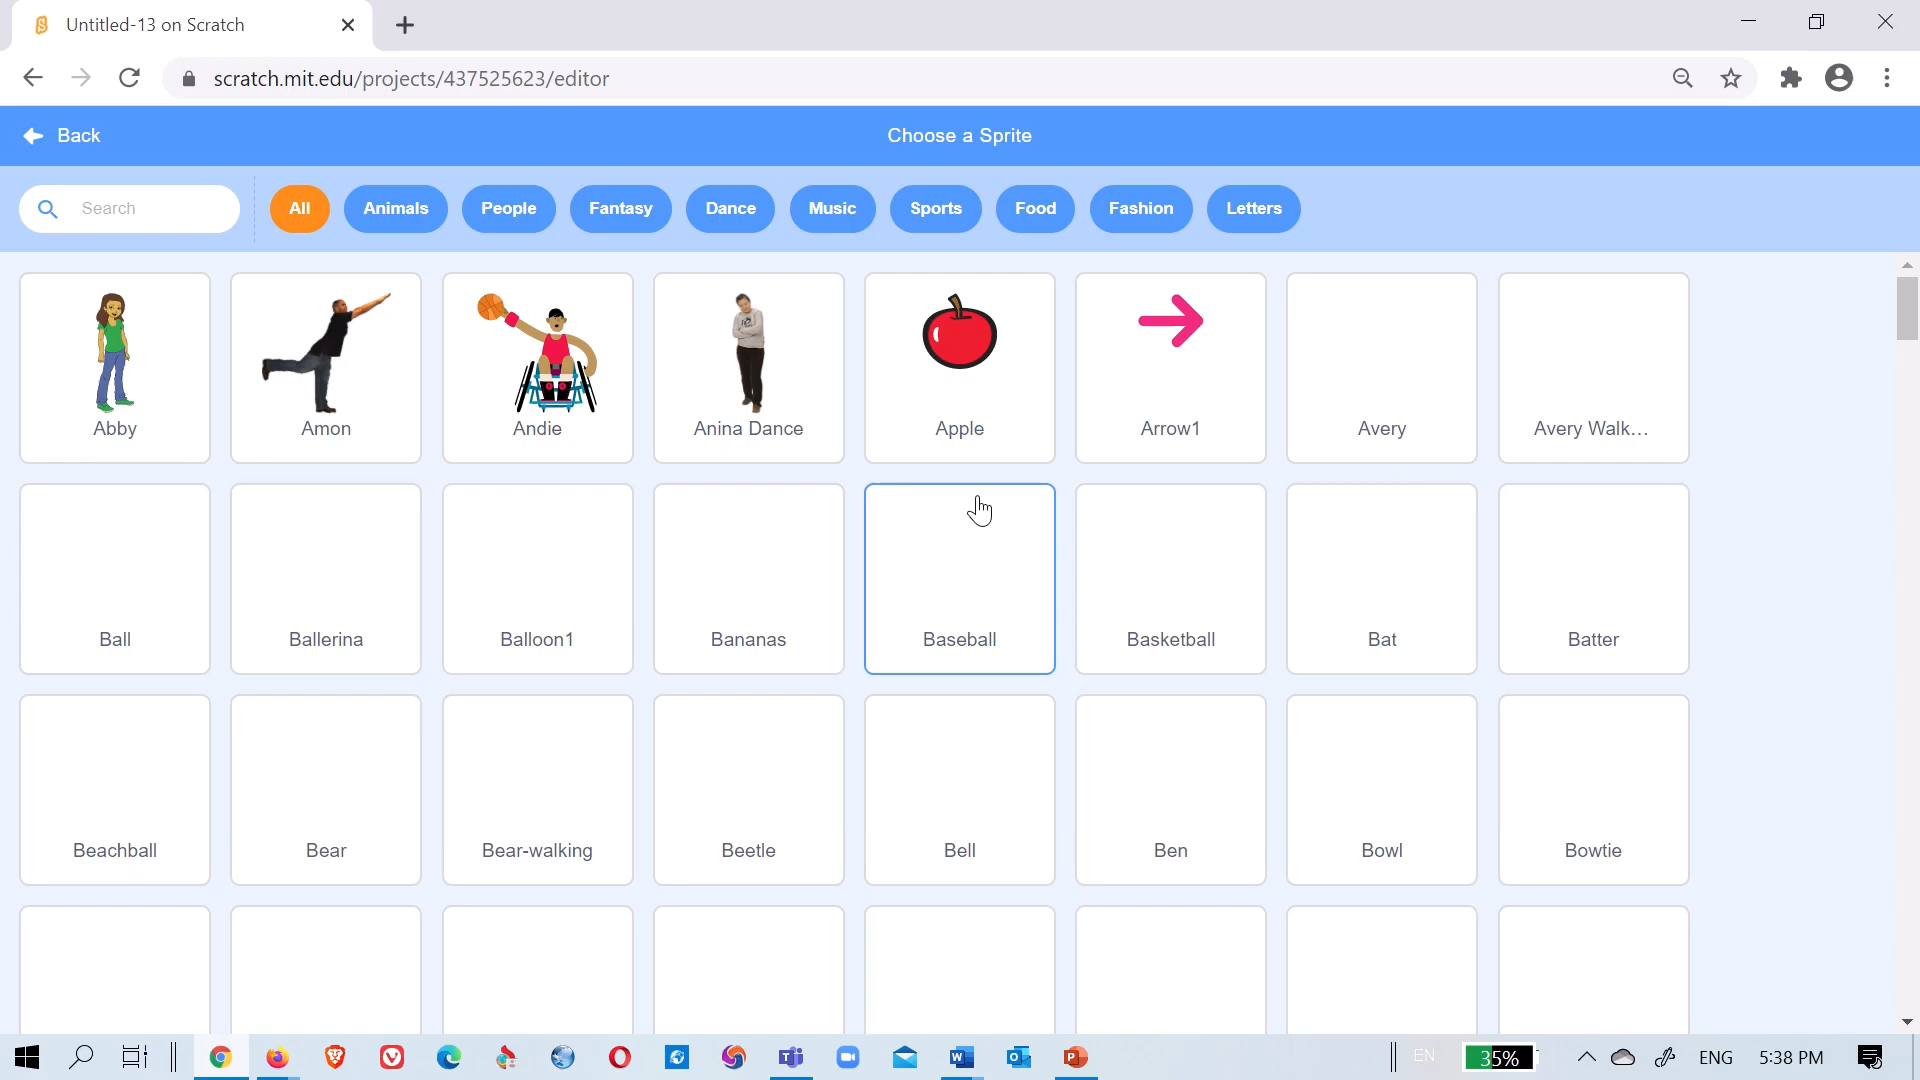 Untitled-13 on Scratch
scratch.mit.edu/projects/437525623/editor
Back
Choose a Sprite
Search
All
Animals
People
Fantasy
Dance
Music
Sports
Food
Fashion
Letters
Abby
Amon
Andie
Anina Dance
Apple
Arrow1
Avery
Avery Walk...
Ball
Ballerina
Balloon1
Bananas
Baseball
Basketball
Bat
Batter
Beachball
Bear
Bear-walking
Beetle
Bell
Ben
Bowl
Bowtie
EN
35%
ENG
5:38 PM